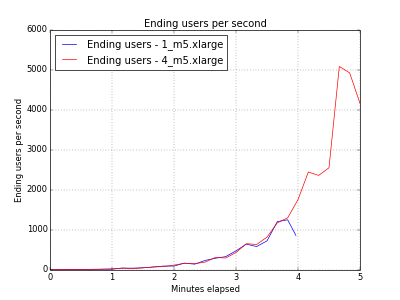 Ending users per second
6000
Ending users - 1_m5.xlarge
Ending users - 4_m5.xlarge
5000
4000
Ending users per second
3000
2000
1000
0
0 1 2 3 4 5
Minutes elapsed